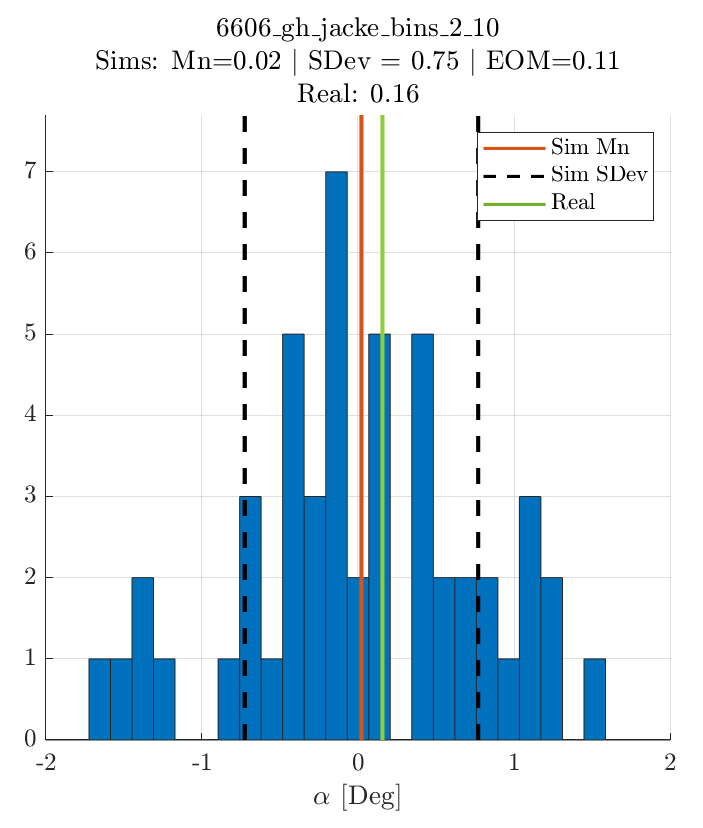 6606_gh_jacke_bins_2_10
Sims: Mn=0.02 | SDev = 0.75 | EOM=0.11
Real: 0.16
Sim Mn
Sim SDev
Real
7
6
5
4
3
2
1
0
-2 -1 0 1 2
α [Deg]